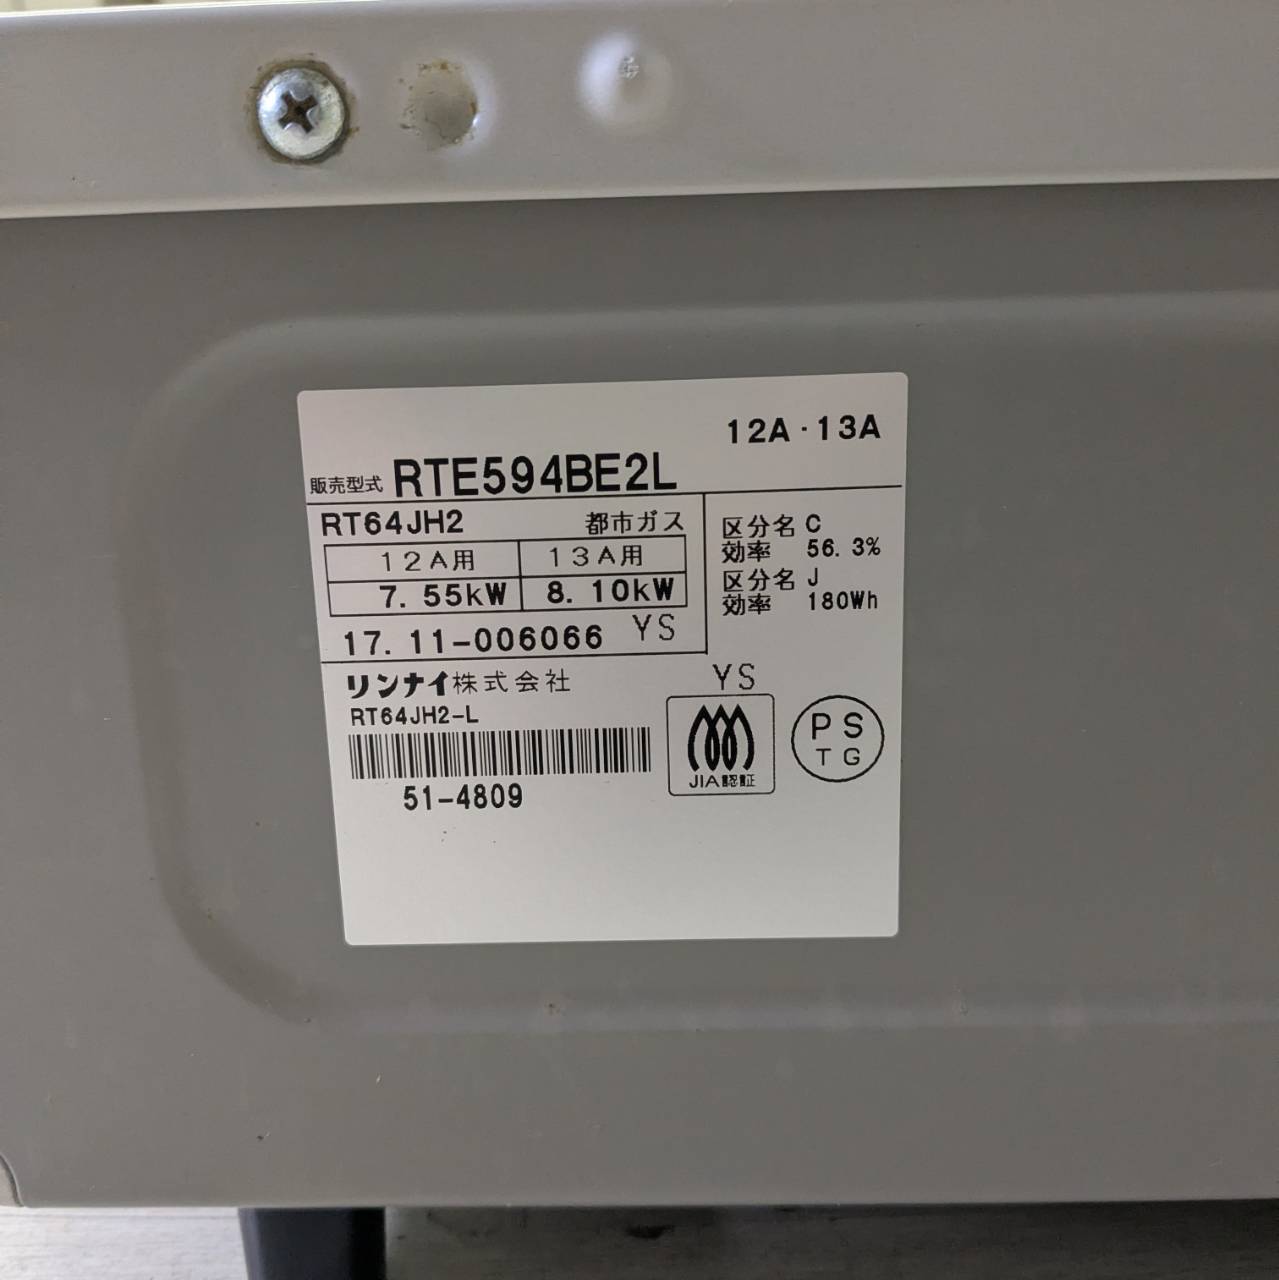 12A・13A
販売型式 RTE594BE2L
RT64JH2 都市ガス
12A用 13A用
7.55kW 8.10kW
17.11-006066 YS
区分名 C
効率 56.3%
区分名 J
効率 180Wh
リンナイ株式会社
RT64JH2-L
51-4809
YS
JIA認証
PS
TG